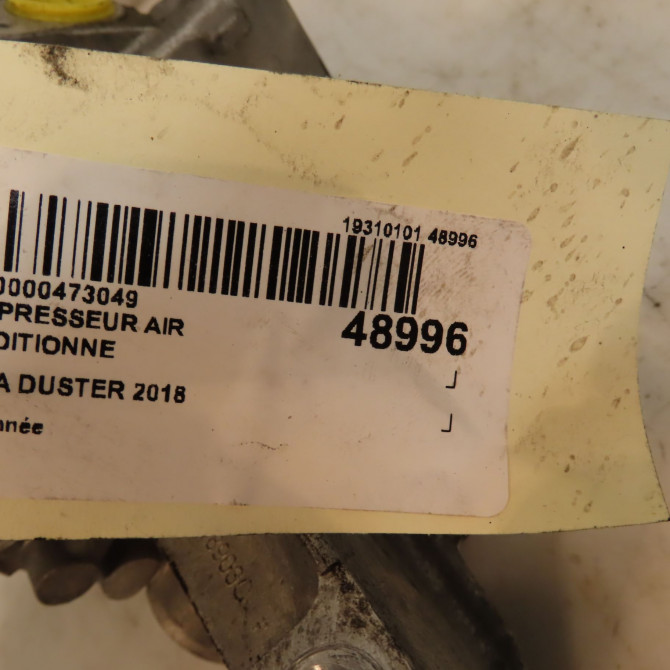 19310101 48996
0000473049
PRESSEUR AIR
DITIONNE
48996
A DUSTER 2018
nnée